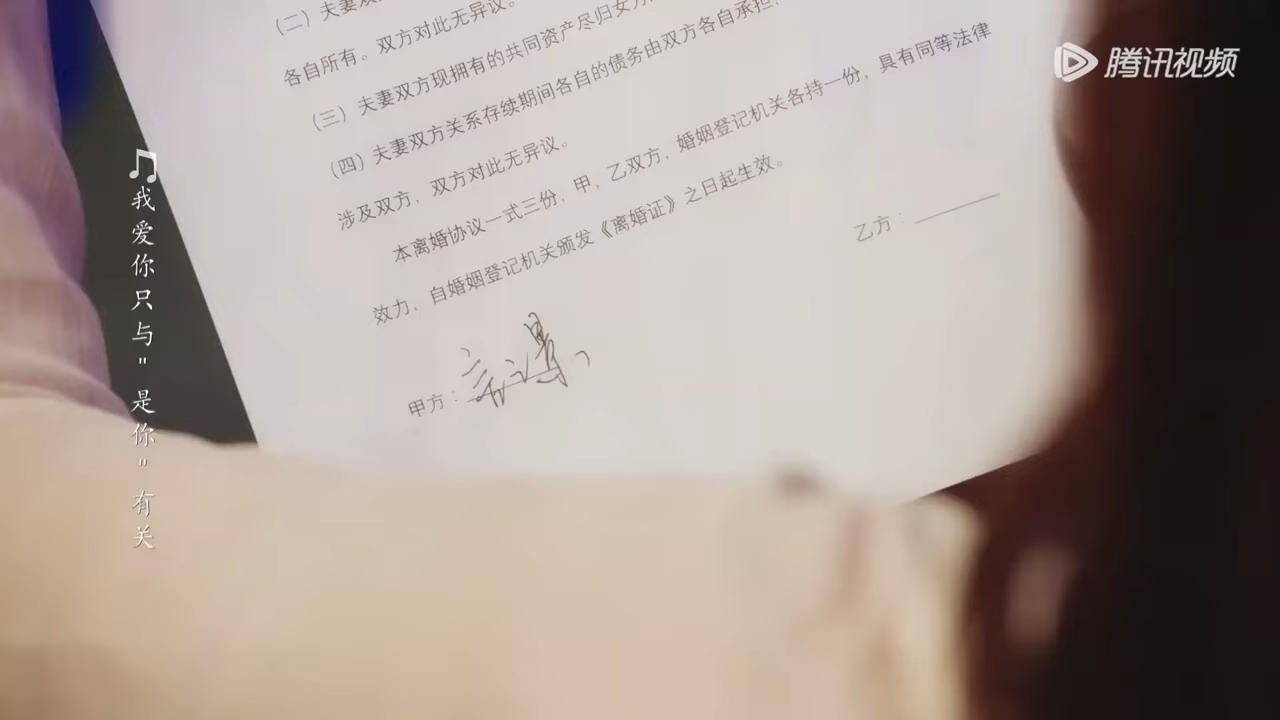 （二）夫妻双
各自所有。双方对此无异议。
（三）夫妻双方现拥有的共同资产尽归女方
（四）夫妻双方关系存续期间各自的债务由双方各自承担，
涉及双方，双方对此无异议。
本离婚协议一式三份，甲，乙双方，婚姻登记机关各持一份，具有同等法律
效力，自婚姻登记机关颁发《离婚证》之日起生效。
甲方：
乙方：
腾讯视频
我爱你只与"是你"有关